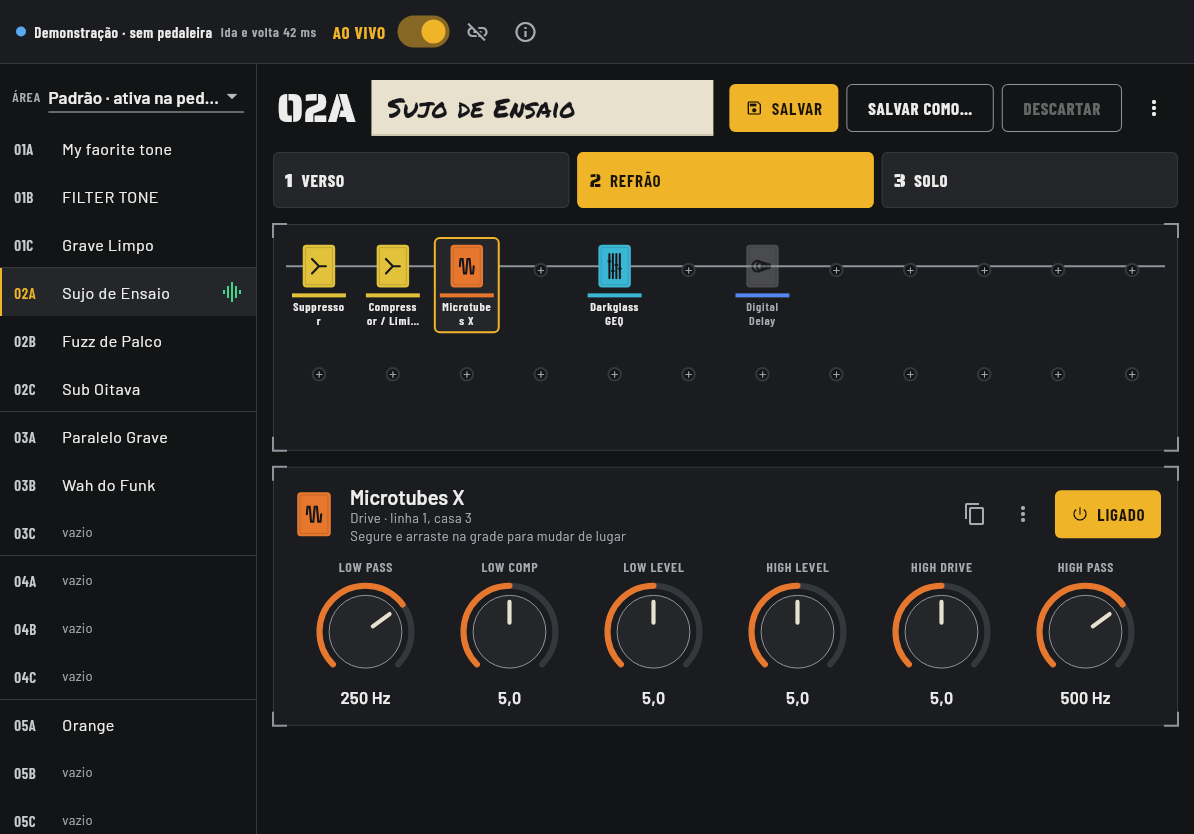 Demonstração · sem pedaleira Ida e volta 42 ms AO VIVO
ÁREA Padrão · ativa na ped...
01A My faorite tone
01B FILTER TONE
01C Grave Limpo
02A Sujo de Ensaio
02B Fuzz de Palco
02C Sub Oitava
03A Paralelo Grave
03B Wah do Funk
03C vazio
04A vazio
04B vazio
04C vazio
05A Orange
05B vazio
05C vazio
02A Sujo de Ensaio SALVAR SALVAR COMO... DESCARTAR
1 VERSO 2 REFRÃO 3 SOLO
Suppresso
r
Compress
or / Limi...
Microtube
s X
Darkglass
GEQ
Digital
Delay
Microtubes X
Drive · linha 1, casa 3
Segure e arraste na grade para mudar de lugar
LIGADO
LOW PASS LOW COMP LOW LEVEL HIGH LEVEL HIGH DRIVE HIGH PASS
250 Hz 5,0 5,0 5,0 5,0 500 Hz